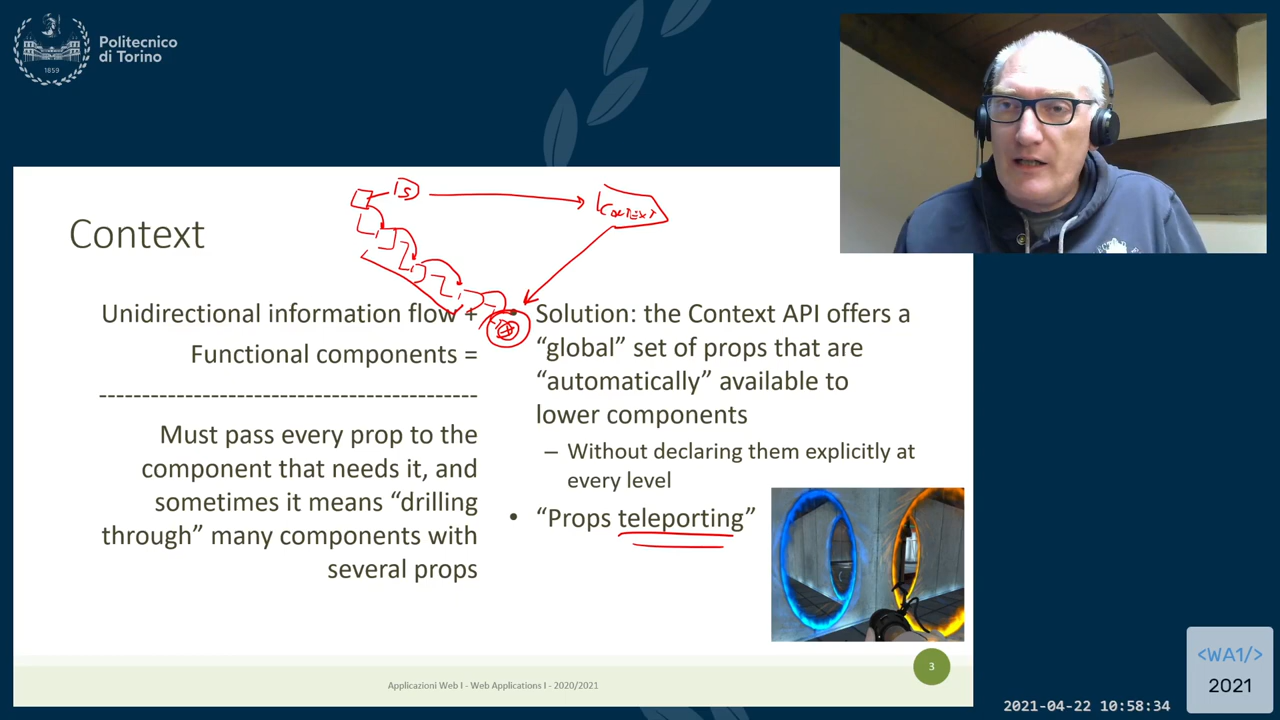 Politecnico
di Torino
1859
Context
CONTEXT
Unidirectional information flow +
Functional components =
-------------------------------------------
Must pass every prop to the
component that needs it, and
sometimes it means “drilling
through” many components with
several props
• Solution: the Context API offers a
“global” set of props that are
“automatically” available to
lower components
– Without declaring them explicitly at
every level
• “Props teleporting”
3
Applicazioni Web I - Web Applications I - 2020/2021
<WA1/>
2021
2021-04-22 10:58:34